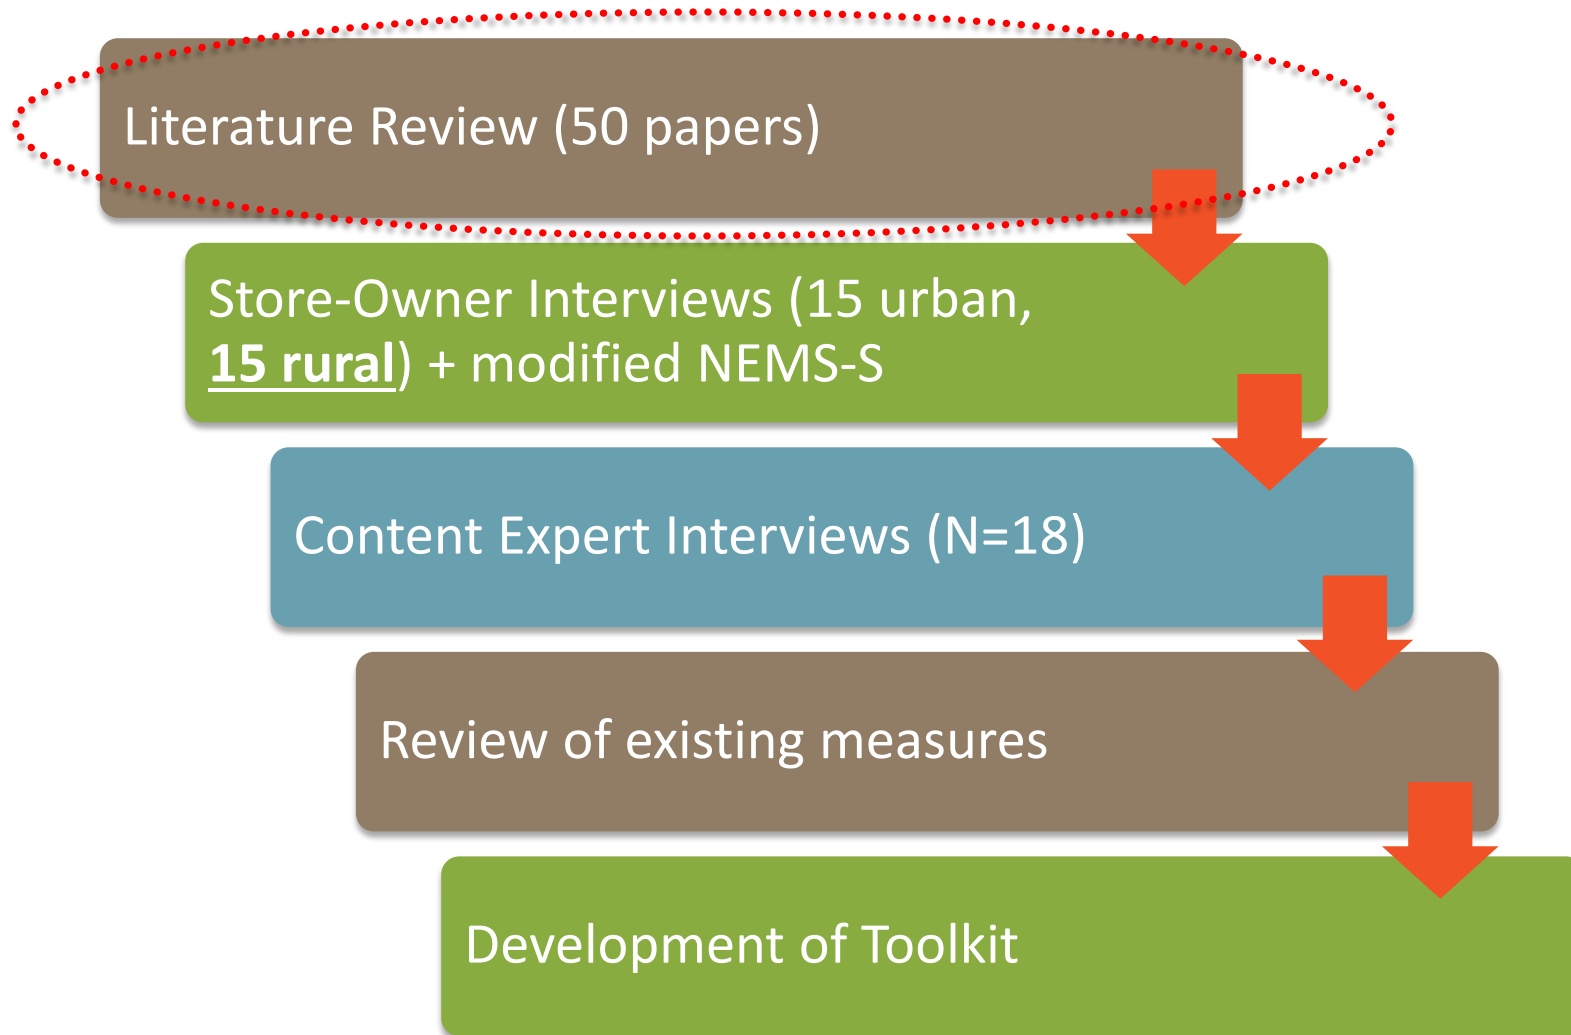 Literature Review (50 papers)
Store-Owner Interviews (15 urban,
15 rural) + modified NEMS-S
Content Expert Interviews (N=18)
Review of existing measures
Development of Toolkit